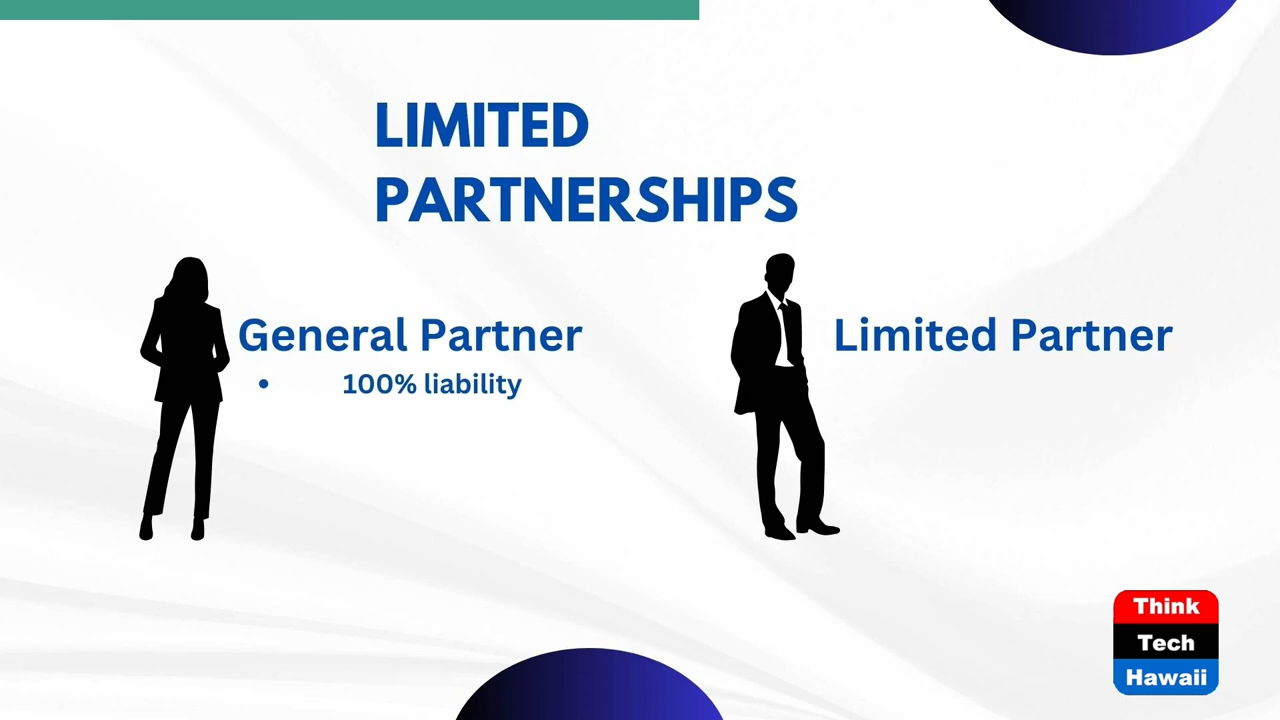 LIMITED
PARTNERSHIPS
General Partner
• 100% liability
Limited Partner
Think
Tech
Hawaii